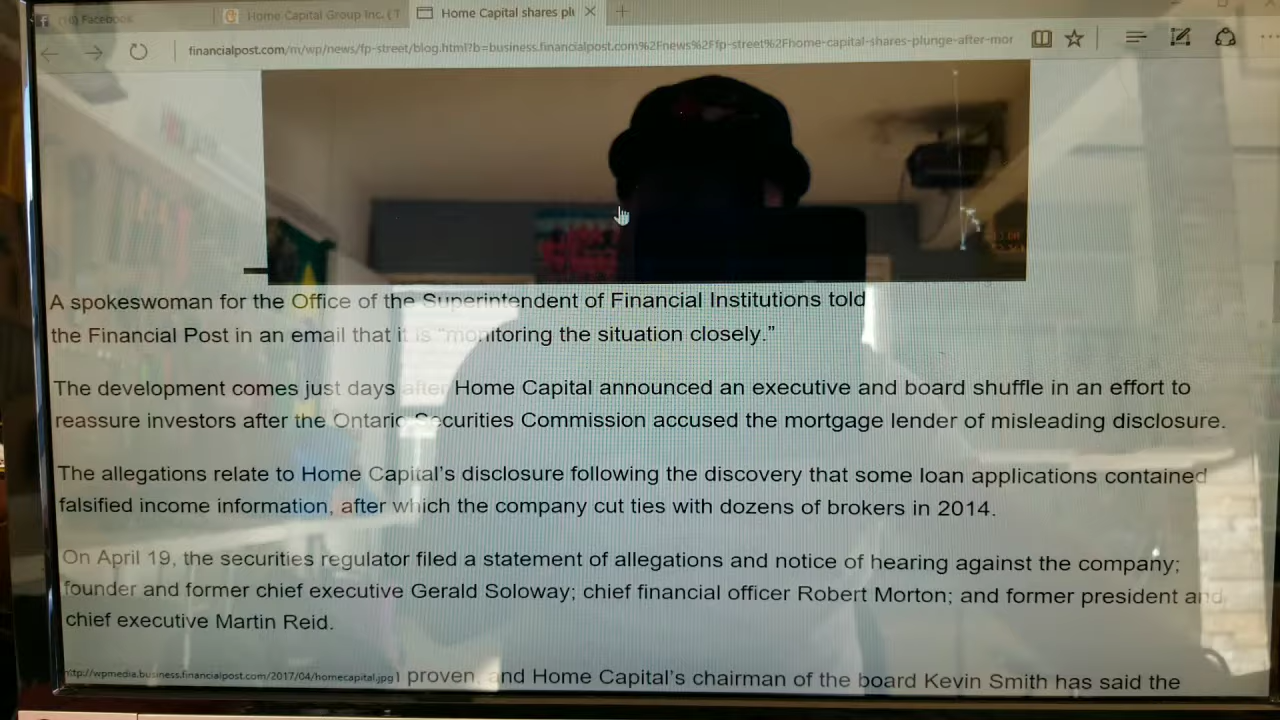 (10) Facebook
Home Capital Group Inc. ( T
Home Capital shares plu
financialpost.com/m/wp/news/fp-street/blog.html?b=business.financialpost.com%2Fnews%2Ffp-street%2Fhome-capital-shares-plunge-after-mor
A spokeswoman for the Office of the Superintendent of Financial Institutions told
the Financial Post in an email that it is “monitoring the situation closely.”
The development comes just days after Home Capital announced an executive and board shuffle in an effort to
reassure investors after the Ontario Securities Commission accused the mortgage lender of misleading disclosure.
The allegations relate to Home Capital’s disclosure following the discovery that some loan applications contained
falsified income information, after which the company cut ties with dozens of brokers in 2014.
On April 19, the securities regulator filed a statement of allegations and notice of hearing against the company;
founder and former chief executive Gerald Soloway; chief financial officer Robert Morton; and former president and
chief executive Martin Reid.
http://wpmedia.business.financialpost.com/2017/04/homecapital.jpg
proven, and Home Capital’s chairman of the board Kevin Smith has said the